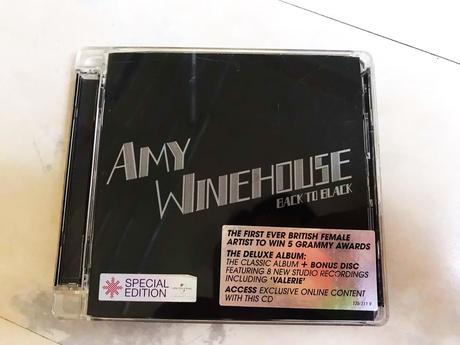 AMY
WINEHOUSE
BACK TO BLACK
THE FIRST EVER BRITISH FEMALE
ARTIST TO WIN 5 GRAMMY AWARDS
THE DELUXE ALBUM:
THE CLASSIC ALBUM + BONUS DISC
FEATURING 8 NEW STUDIO RECORDINGS
INCLUDING 'VALERIE'
ACCESS EXCLUSIVE ONLINE CONTENT
WITH THIS CD
SPECIAL
EDITION